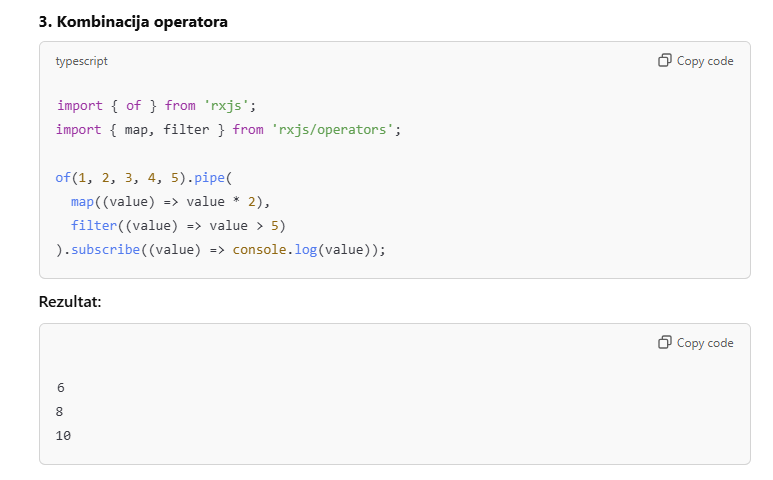 3. Kombinacija operatora
typescript
Copy code
import { of } from 'rxjs';
import { map, filter } from 'rxjs/operators';
of(1, 2, 3, 4, 5).pipe(
  map((value) => value * 2),
  filter((value) => value > 5)
).subscribe((value) => console.log(value));
Rezultat:
Copy code
6
8
10